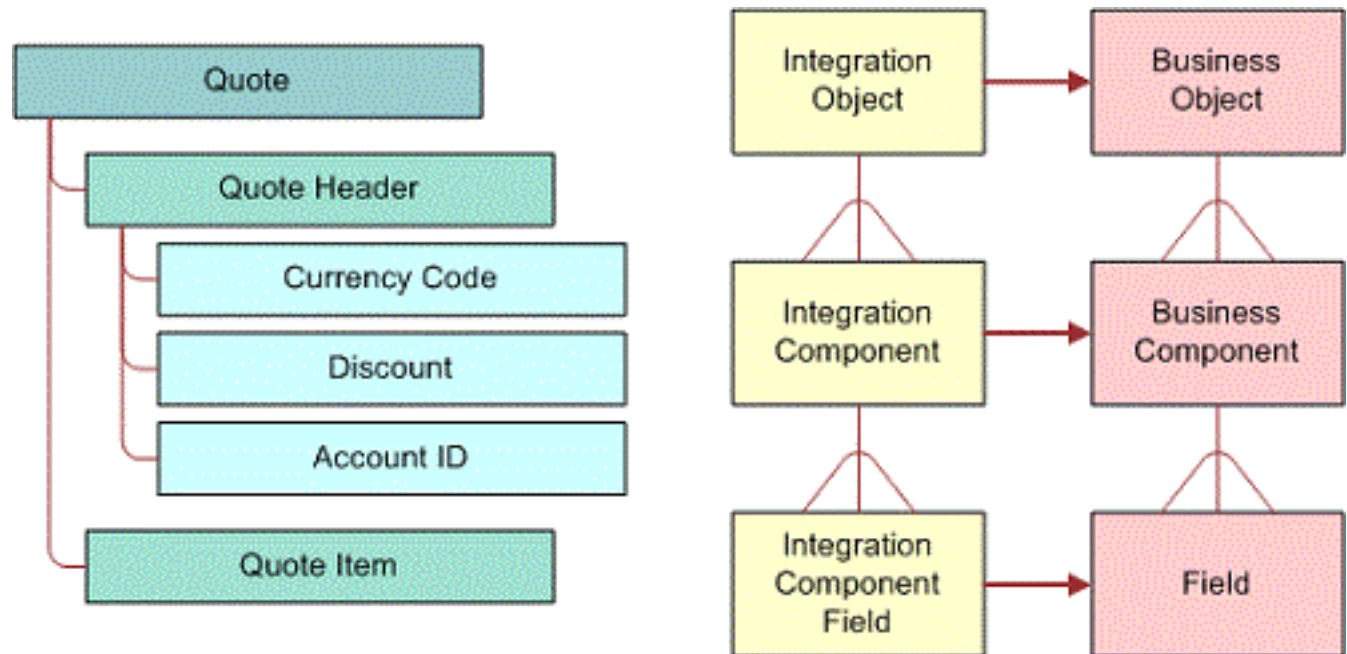 Quote
Quote Header
Currency Code
Discount
Account ID
Quote Item
Integration
Object
Business
Object
Integration
Component
Business
Component
Integration
Component
Field
Field